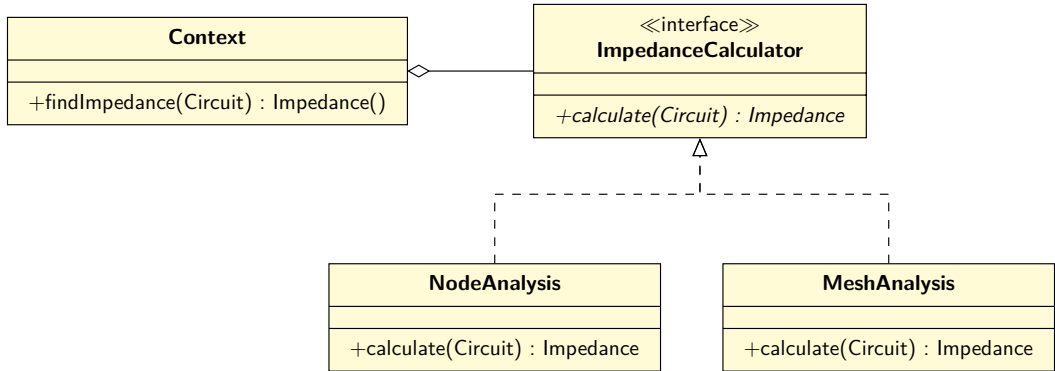 Context
+findImpedance(Circuit) : Impedance()
≪interface≫
ImpedanceCalculator
+calculate(Circuit) : Impedance
NodeAnalysis
+calculate(Circuit) : Impedance
MeshAnalysis
+calculate(Circuit) : Impedance